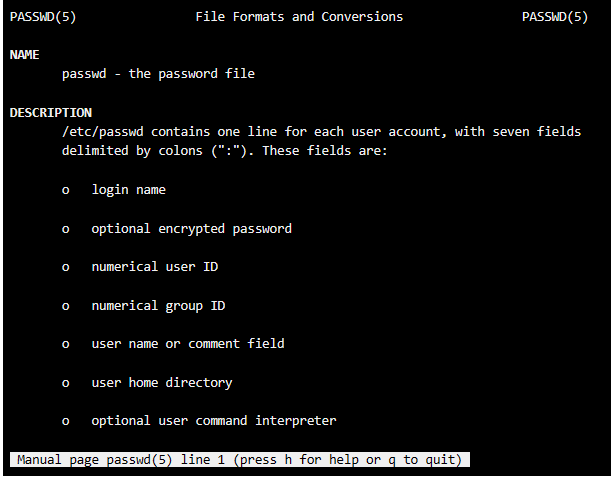 PASSWD(5) File Formats and Conversions PASSWD(5)
NAME
passwd - the password file
DESCRIPTION
/etc/passwd contains one line for each user account, with seven fields
delimited by colons (":"). These fields are:
o login name
o optional encrypted password
o numerical user ID
o numerical group ID
o user name or comment field
o user home directory
o optional user command interpreter
Manual page passwd(5) line 1 (press h for help or q to quit)